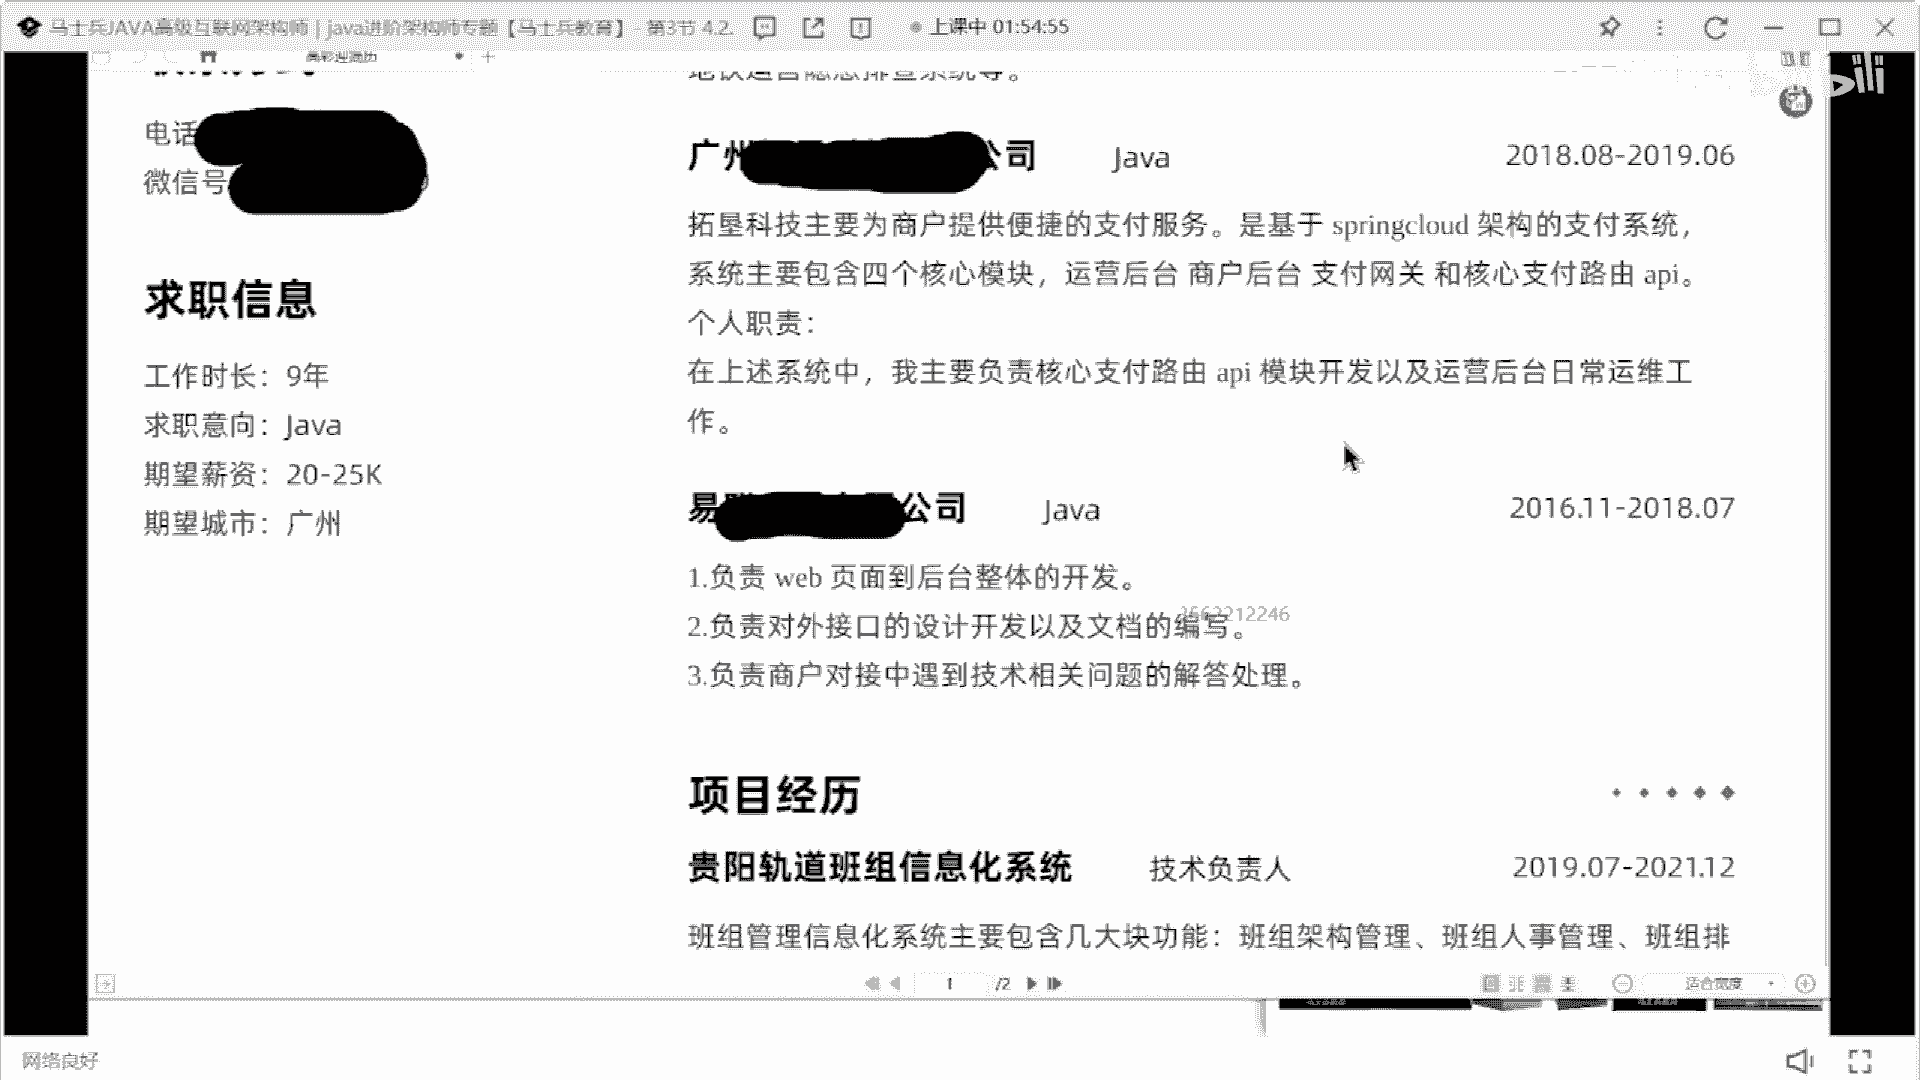 马士兵JAVA高级互联网架构师 | java进阶架构师专题【马士兵教育】 - 第3节 4.2.
上课中 01:54:55
电话
微信号
求职信息
工作时长：9年
求职意向：Java
期望薪资：20-25K
期望城市：广州
广州 公司 Java 2018.08-2019.06
拓垦科技主要为商户提供便捷的支付服务。是基于 springcloud 架构的支付系统，
系统主要包含四个核心模块，运营后台 商户后台 支付网关 和核心支付路由 api。
个人职责：
在上述系统中，我主要负责核心支付路由 api 模块开发以及运营后台日常运维工
作。
易 公司 Java 2016.11-2018.07
1.负责 web 页面到后台整体的开发。
2.负责对外接口的设计开发以及文档的编写。
3.负责商户对接中遇到技术相关问题的解答处理。
项目经历
贵阳轨道班组信息化系统 技术负责人 2019.07-2021.12
班组管理信息化系统主要包含几大块功能：班组架构管理、班组人事管理、班组排
1 /2
适合宽度
网络良好